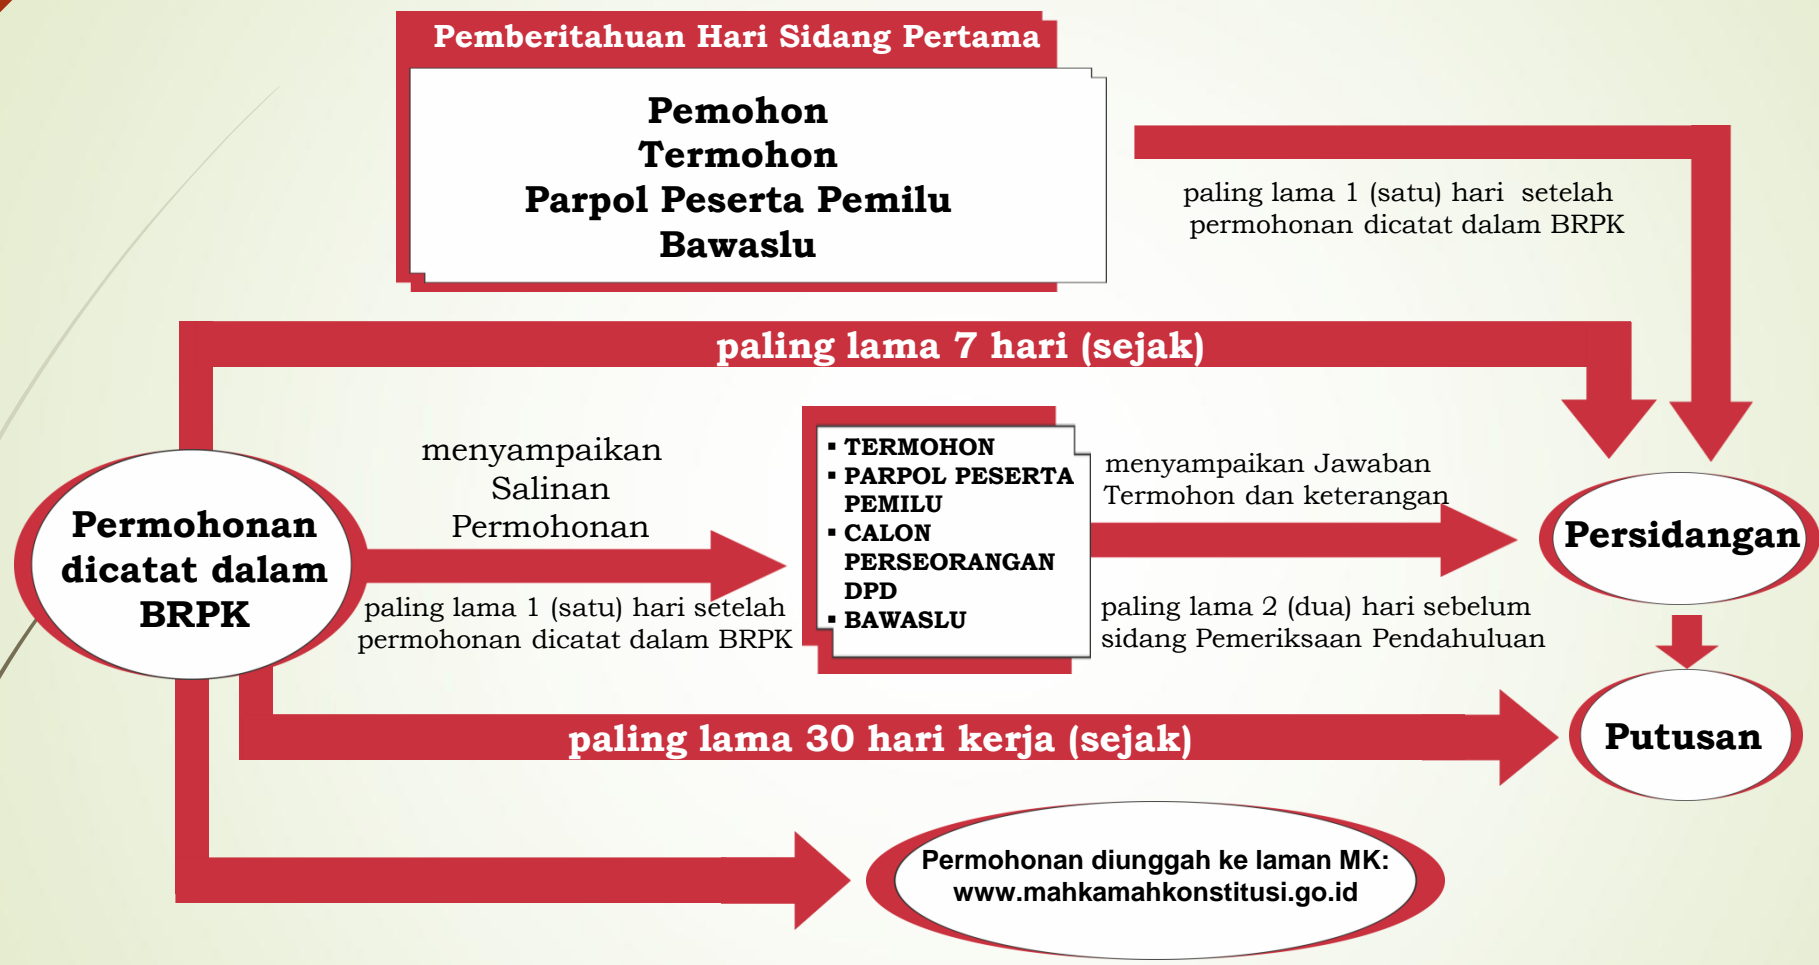 Pemberitahuan Hari Sidang Pertama
Pemohon
Termohon
Parpol Peserta Pemilu
Bawaslu
paling lama 1 (satu) hari setelah
permohonan dicatat dalam BRPK
paling lama 7 hari (sejak)
Permohonan
dicatat dalam
BRPK
menyampaikan
Salinan
Permohonan
paling lama 1 (satu) hari setelah
permohonan dicatat dalam BRPK
▪ TERMOHON
▪ PARPOL PESERTA
PEMILU
▪ CALON
PERSEORANGAN
DPD
▪ BAWASLU
menyampaikan Jawaban
Termohon dan keterangan
paling lama 2 (dua) hari sebelum
sidang Pemeriksaan Pendahuluan
Persidangan
Putusan
paling lama 30 hari kerja (sejak)
Permohonan diunggah ke laman MK:
www.mahkamahkonstitusi.go.id